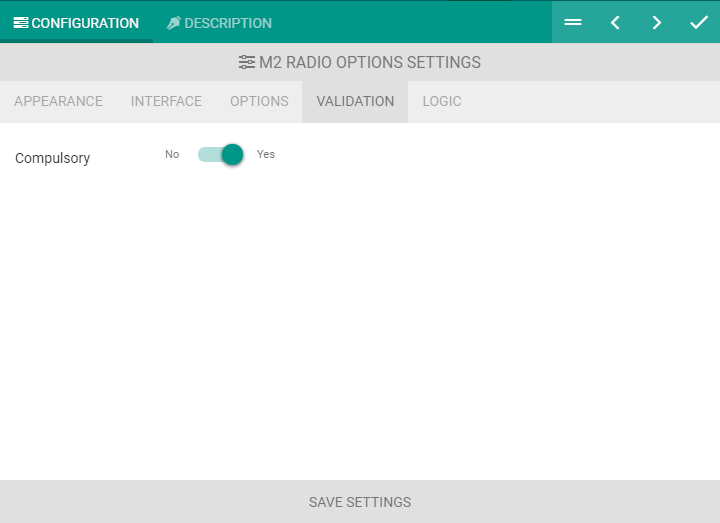 CONFIGURATION DESCRIPTION
M2 RADIO OPTIONS SETTINGS
APPEARANCE INTERFACE OPTIONS VALIDATION LOGIC
Compulsory No Yes
SAVE SETTINGS